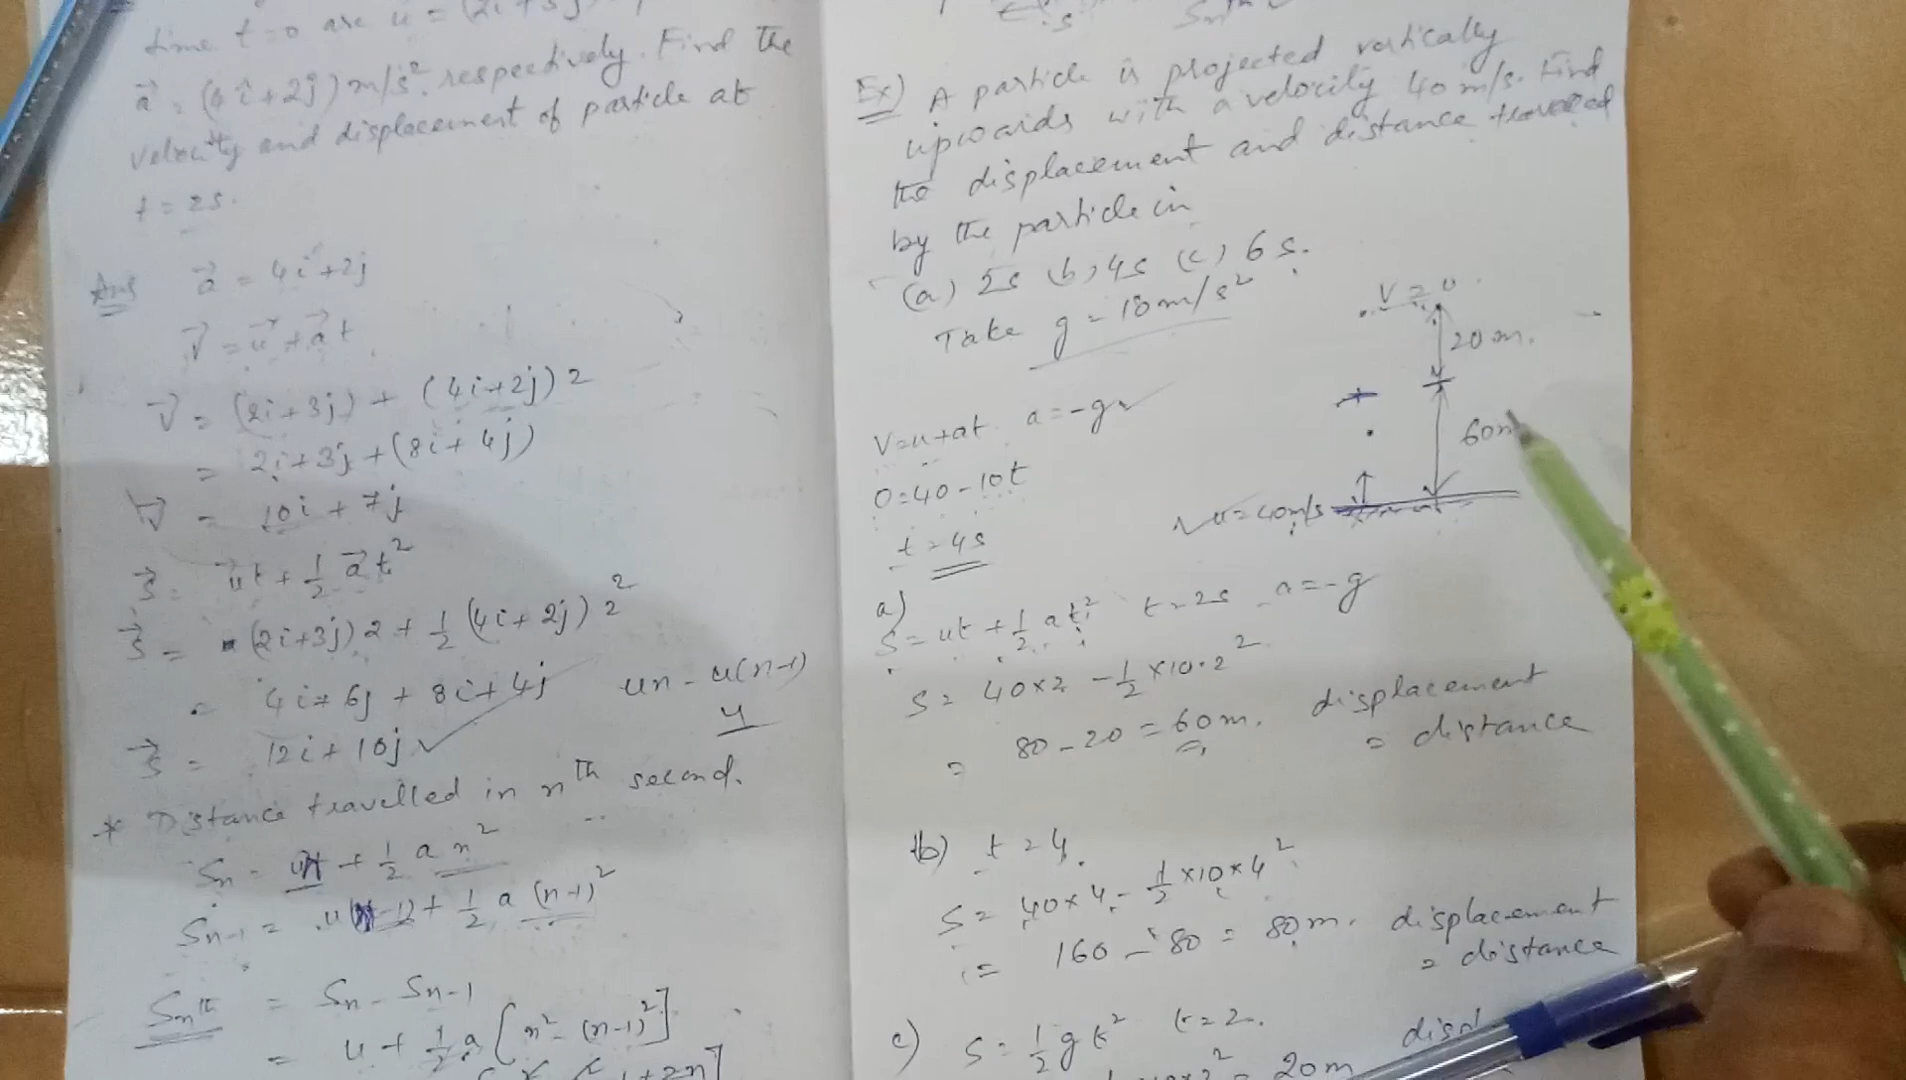 time t=0 are u = (2i+3j)
a⃗ = (4i+2j) m/s². respectively. Find the
velocity and displacement of particle at
t = 2s.
Ans a⃗ = 4i+2j
v⃗ = u⃗ + a⃗t
v⃗ = (2i+3j) + (4i+2j) 2
= 2i+3j + (8i+4j)
v⃗ = 10i + 7j
s⃗ = u⃗t + 1/2 a⃗t²
s⃗ = (2i+3j) 2 + 1/2 (4i+2j) 2²
= 4i+6j + 8i+4j
un - u(n-1)
u
s⃗ = 12i+10j ✓
* Distance travelled in nth second.
Sn = un + 1/2 a n²
Sn-1 = u(n-1) + 1/2 a (n-1)²
Snth = Sn - Sn-1
= u + 1/2 a [n² - (n-1)²]
Ex) A particle is projected vertically
upwards with a velocity 40 m/s. Find
the displacement and distance traveled
by the particle in
(a) 2s (b) 4s (c) 6s.
Take g = 10m/s²
V = 0
20m.
60m
u = 40m/s
V=u+at a=-g ✓
0=40-10t
t = 4s
a)
S = ut + 1/2 at² t=2s a=-g
S = 40×2 - 1/2 ×10·2²
= 80-20 = 60m. displacement
= distance
(b) t = 4.
S = 40×4 - 1/2 ×10×4²
= 160 - 80 = 80m. displacement
= distance
c) S = 1/2 gt² t=2.
= 20m